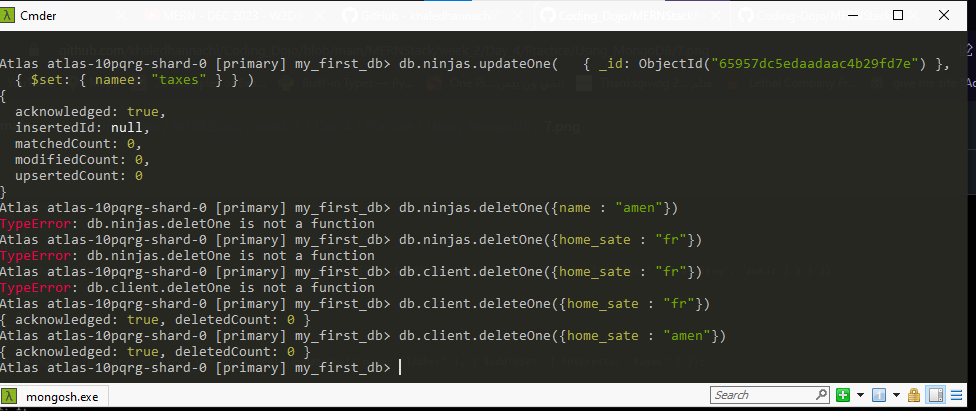 Cmder
Atlas atlas-10pqrg-shard-0 [primary] my_first_db> db.ninjas.updateOne(   { _id: ObjectId("65957dc5edaadaac4b29fd7e") },
  { $set: { namee: "taxes" } } )
{
  acknowledged: true,
  insertedId: null,
  matchedCount: 0,
  modifiedCount: 0,
  upsertedCount: 0
}
Atlas atlas-10pqrg-shard-0 [primary] my_first_db> db.ninjas.deletOne({name : "amen"})
TypeError: db.ninjas.deletOne is not a function
Atlas atlas-10pqrg-shard-0 [primary] my_first_db> db.ninjas.deletOne({home_sate : "fr"})
TypeError: db.ninjas.deletOne is not a function
Atlas atlas-10pqrg-shard-0 [primary] my_first_db> db.client.deletOne({home_sate : "fr"})
TypeError: db.client.deletOne is not a function
Atlas atlas-10pqrg-shard-0 [primary] my_first_db> db.client.deleteOne({home_sate : "fr"})
{ acknowledged: true, deletedCount: 0 }
Atlas atlas-10pqrg-shard-0 [primary] my_first_db> db.client.deleteOne({home_sate : "amen"})
{ acknowledged: true, deletedCount: 0 }
Atlas atlas-10pqrg-shard-0 [primary] my_first_db>
mongosh.exe
Search